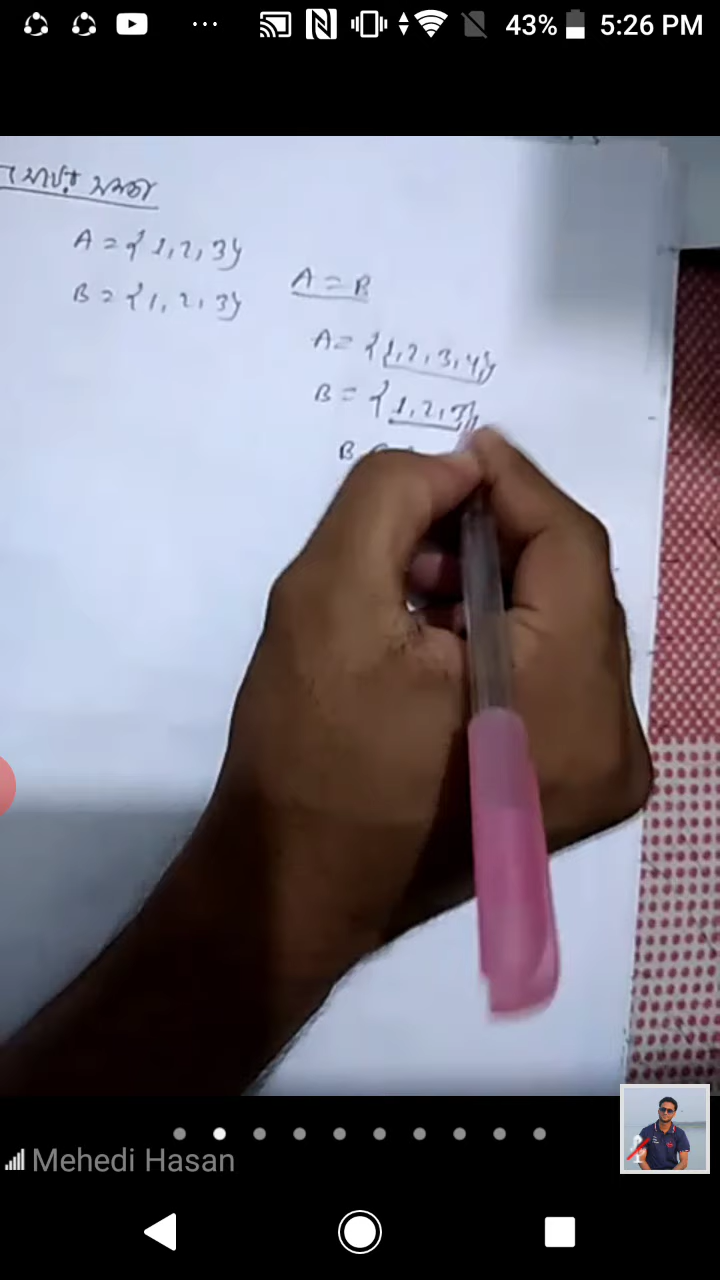 43% 5:26 PM
সেটের সমতা
A = {1, 2, 3}
B = {1, 2, 3}
A = B
A = {1, 2, 3, 4}
B = {1, 2, 3}
B
Mehedi Hasan